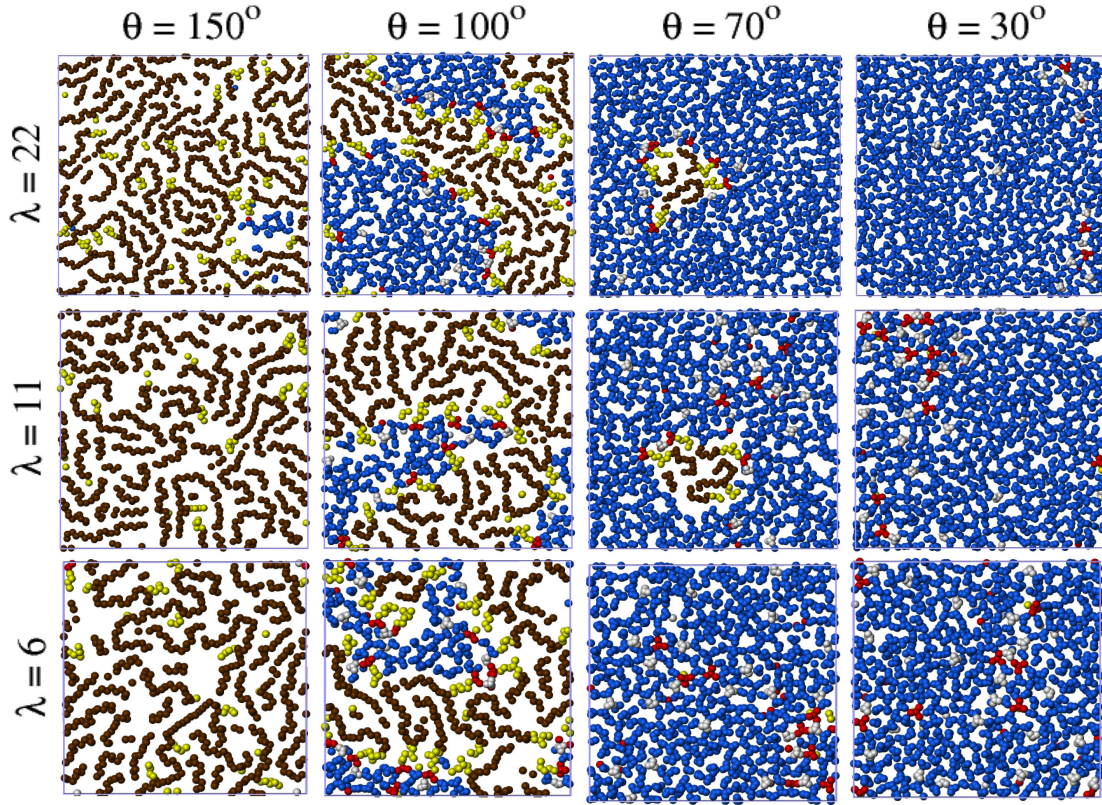 θ = 150° θ = 100° θ = 70° θ = 30°
λ = 22
λ = 11
λ = 6